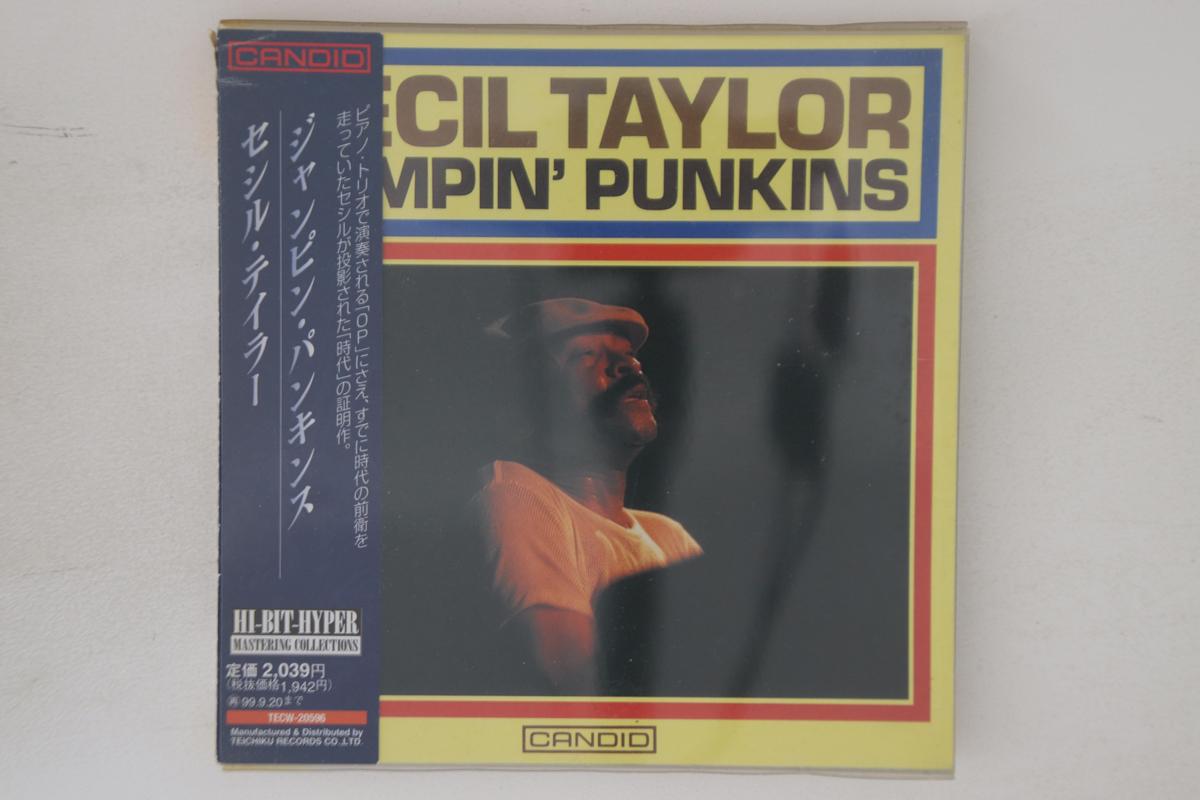 CANDID
ピアノ・トリオで演奏される「OP」にさえ、すでに時代の前衛を
走っていたセシルが投影された「時代」の証明作。
ジャンピン・パンキンス
セシル・テイラー
HI-BIT-HYPER
MASTERING COLLECTIONS
定価 2,039円
(税抜価格1,942円)
再 99.9.20まで
TECW-20596
Manufactured & Distributed by
TEICHIKU RECORDS CO.,LTD.
ECIL TAYLOR
MPIN' PUNKINS
CANDID